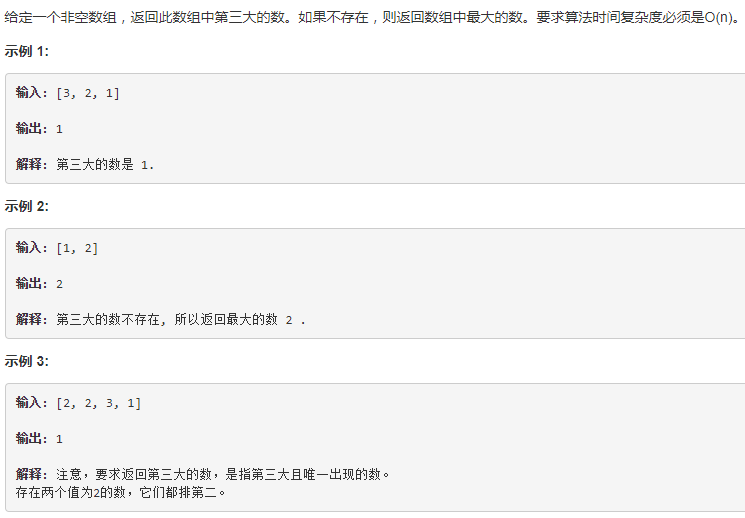 给定一个非空数组，返回此数组中第三大的数。如果不存在，则返回数组中最大的数。要求算法时间复杂度必须是O(n)。
示例 1:
输入: [3, 2, 1]
输出: 1
解释: 第三大的数是 1.
示例 2:
输入: [1, 2]
输出: 2
解释: 第三大的数不存在, 所以返回最大的数 2 .
示例 3:
输入: [2, 2, 3, 1]
输出: 1
解释: 注意，要求返回第三大的数，是指第三大且唯一出现的数。
存在两个值为2的数，它们都排第二。